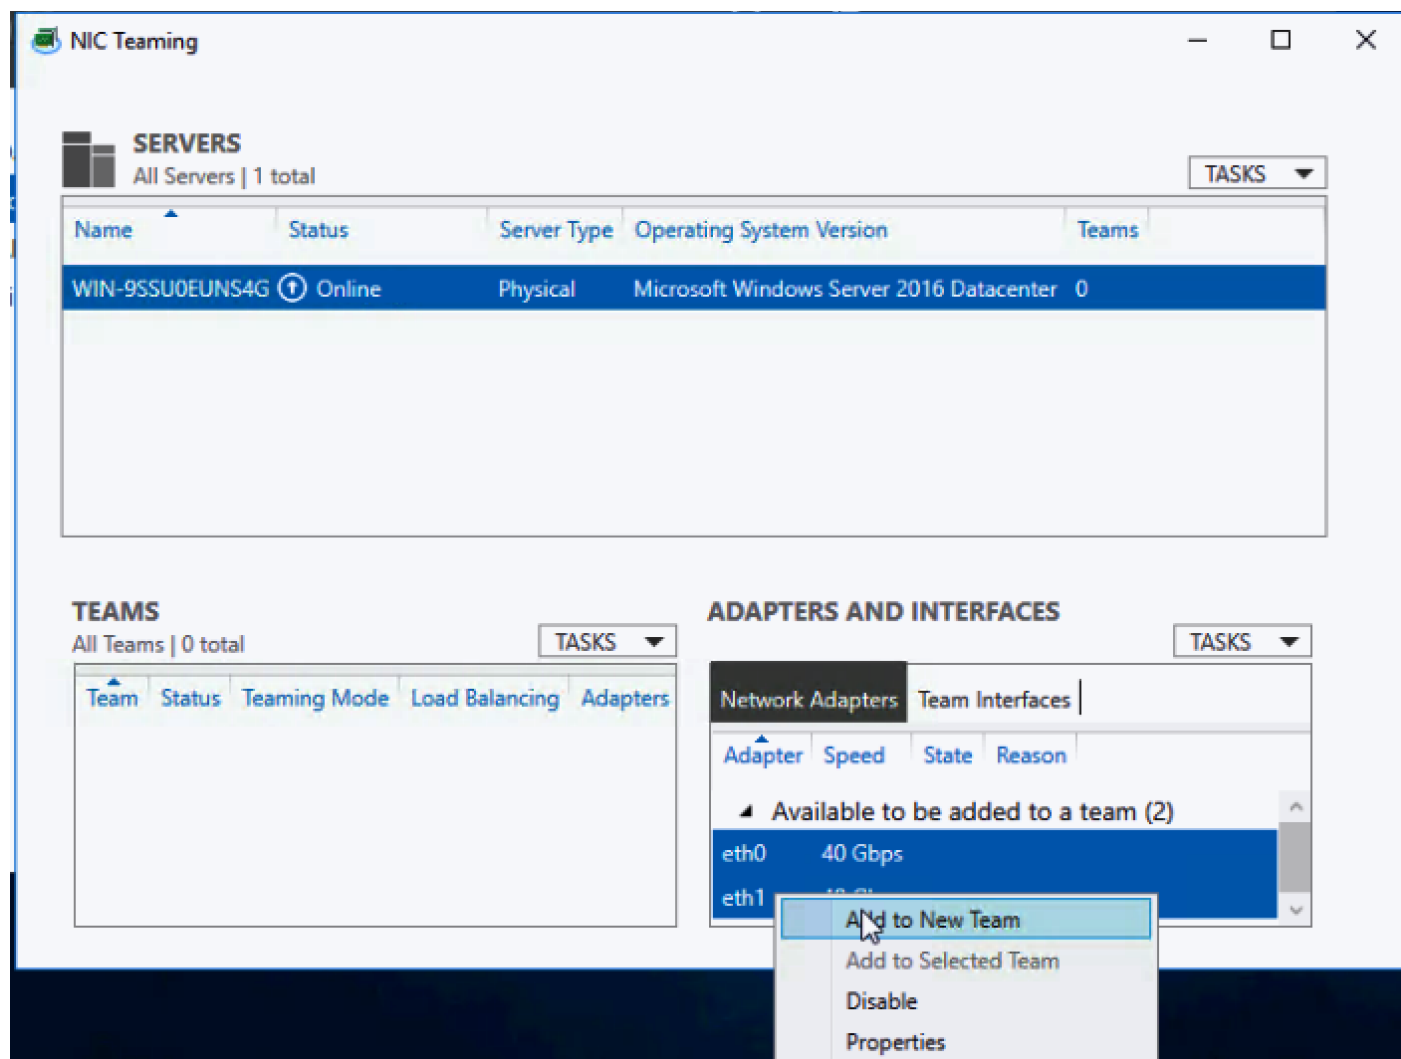 NIC Teaming
SERVERS
All Servers | 1 total
TASKS
Name Status Server Type Operating System Version Teams
WIN-9SSU0EUNS4G Online Physical Microsoft Windows Server 2016 Datacenter 0
TEAMS
All Teams | 0 total
TASKS
Team Status Teaming Mode Load Balancing Adapters
ADAPTERS AND INTERFACES
TASKS
Network Adapters Team Interfaces
Adapter Speed State Reason
Available to be added to a team (2)
eth0 40 Gbps
eth1
Add to New Team
Add to Selected Team
Disable
Properties